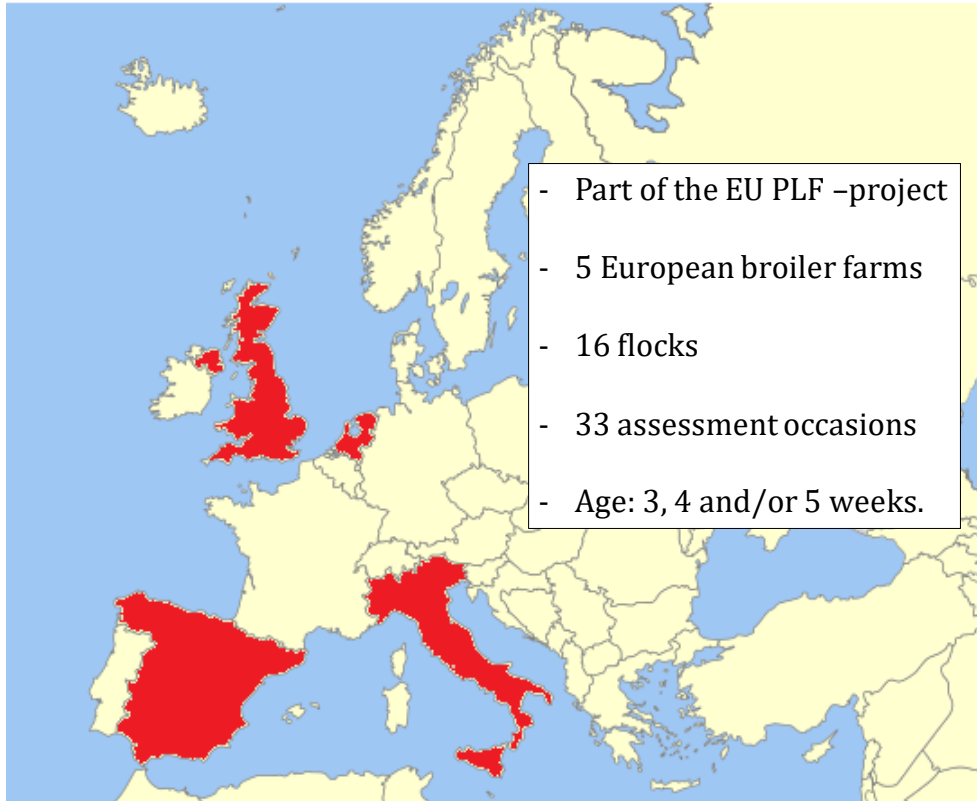 - Part of the EU PLF –project
- 5 European broiler farms
- 16 flocks
- 33 assessment occasions
- Age: 3, 4 and/or 5 weeks.